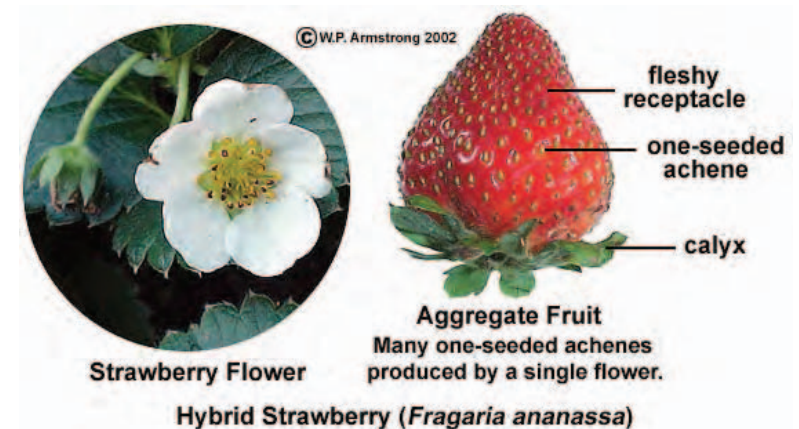 © W.P. Armstrong 2002
fleshy
receptacle
one-seeded
achene
calyx
Aggregate Fruit
Many one-seeded achenes
produced by a single flower.
Strawberry Flower
Hybrid Strawberry (Fragaria ananassa)